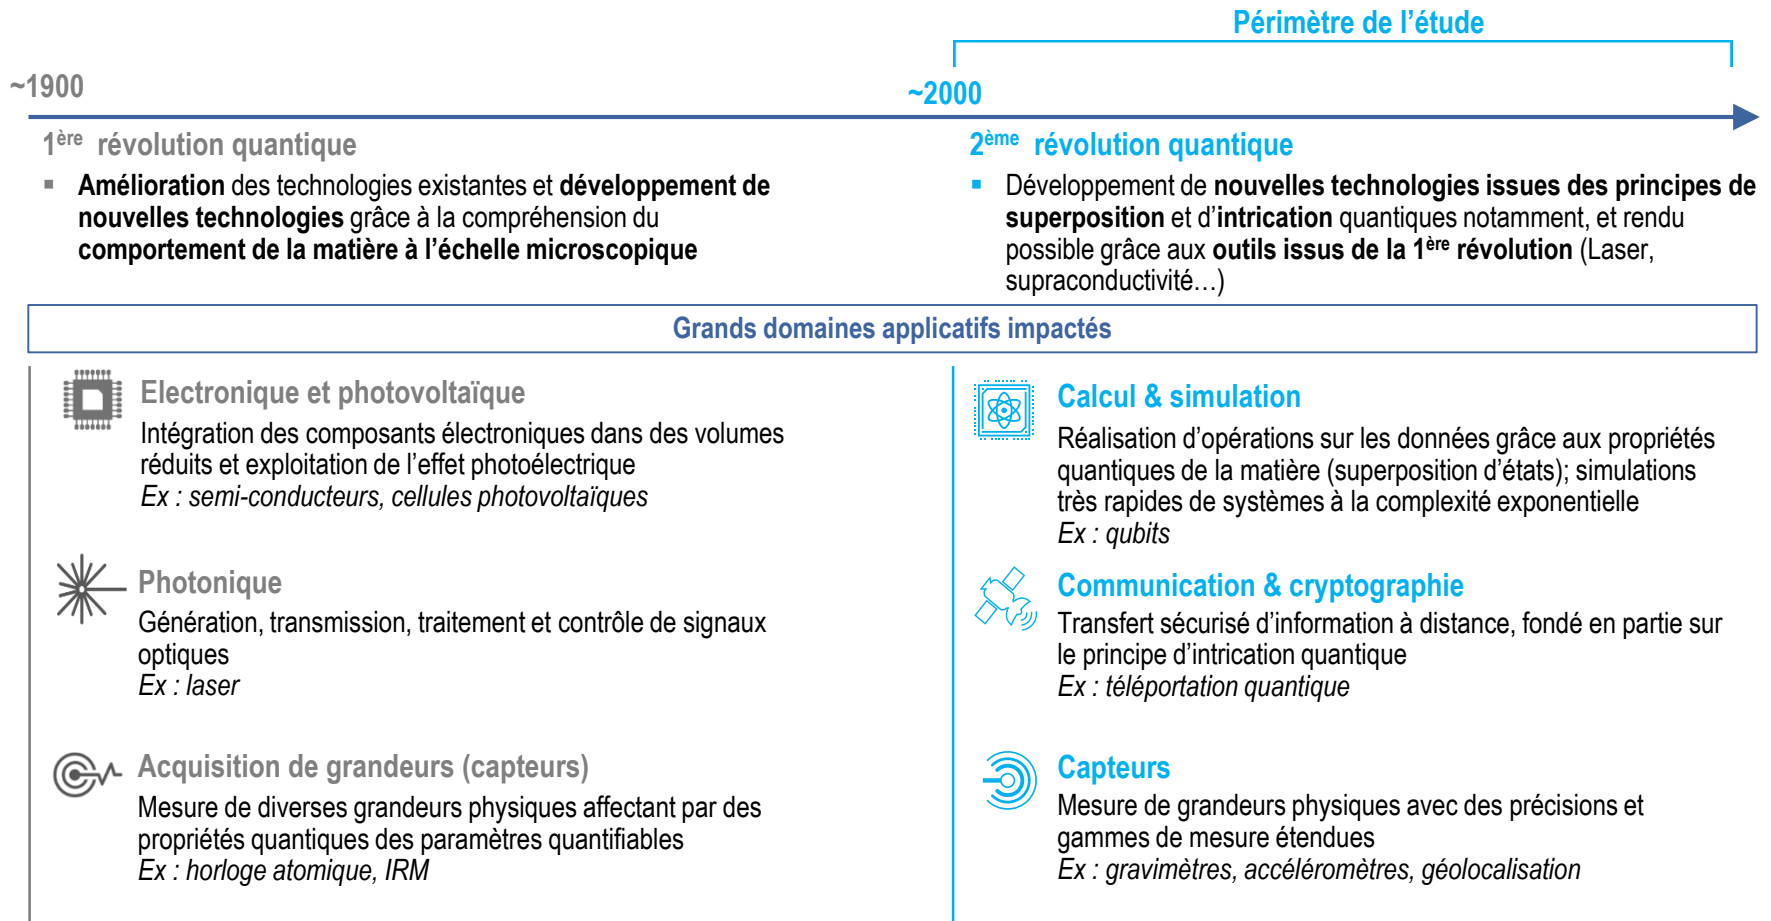 Périmètre de l’étude
~1900
~2000
1ère révolution quantique
▪ Amélioration des technologies existantes et développement de
nouvelles technologies grâce à la compréhension du
comportement de la matière à l’échelle microscopique
2ème révolution quantique
▪ Développement de nouvelles technologies issues des principes de
superposition et d’intrication quantiques notamment, et rendu
possible grâce aux outils issus de la 1ère révolution (Laser,
supraconductivité…)
Grands domaines applicatifs impactés
Electronique et photovoltaïque
Intégration des composants électroniques dans des volumes
réduits et exploitation de l’effet photoélectrique
Ex : semi-conducteurs, cellules photovoltaïques
Photonique
Génération, transmission, traitement et contrôle de signaux
optiques
Ex : laser
Acquisition de grandeurs (capteurs)
Mesure de diverses grandeurs physiques affectant par des
propriétés quantiques des paramètres quantifiables
Ex : horloge atomique, IRM
Calcul & simulation
Réalisation d’opérations sur les données grâce aux propriétés
quantiques de la matière (superposition d’états); simulations
très rapides de systèmes à la complexité exponentielle
Ex : qubits
Communication & cryptographie
Transfert sécurisé d’information à distance, fondé en partie sur
le principe d’intrication quantique
Ex : téléportation quantique
Capteurs
Mesure de grandeurs physiques avec des précisions et
gammes de mesure étendues
Ex : gravimètres, accéléromètres, géolocalisation